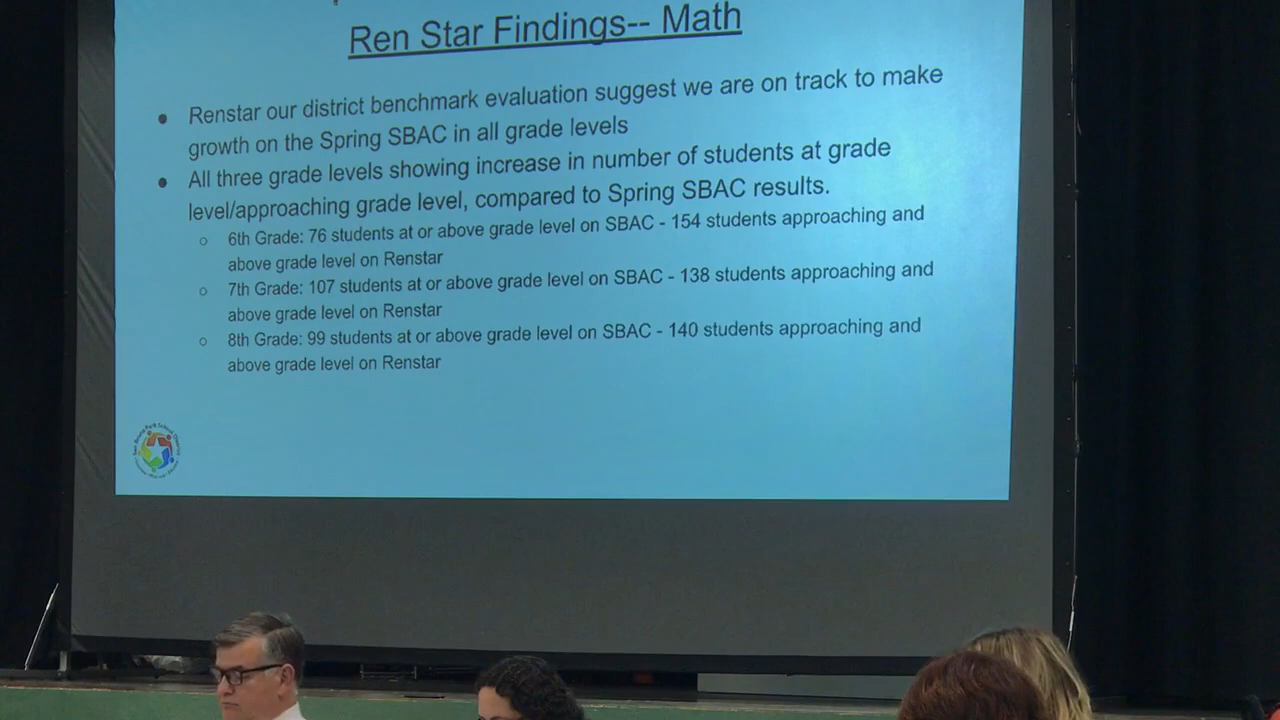 Ren Star Findings-- Math
● Renstar our district benchmark evaluation suggest we are on track to make
growth on the Spring SBAC in all grade levels
● All three grade levels showing increase in number of students at grade
level/approaching grade level, compared to Spring SBAC results.
○ 6th Grade: 76 students at or above grade level on SBAC - 154 students approaching and
above grade level on Renstar
○ 7th Grade: 107 students at or above grade level on SBAC - 138 students approaching and
above grade level on Renstar
○ 8th Grade: 99 students at or above grade level on SBAC - 140 students approaching and
above grade level on Renstar
Park School District